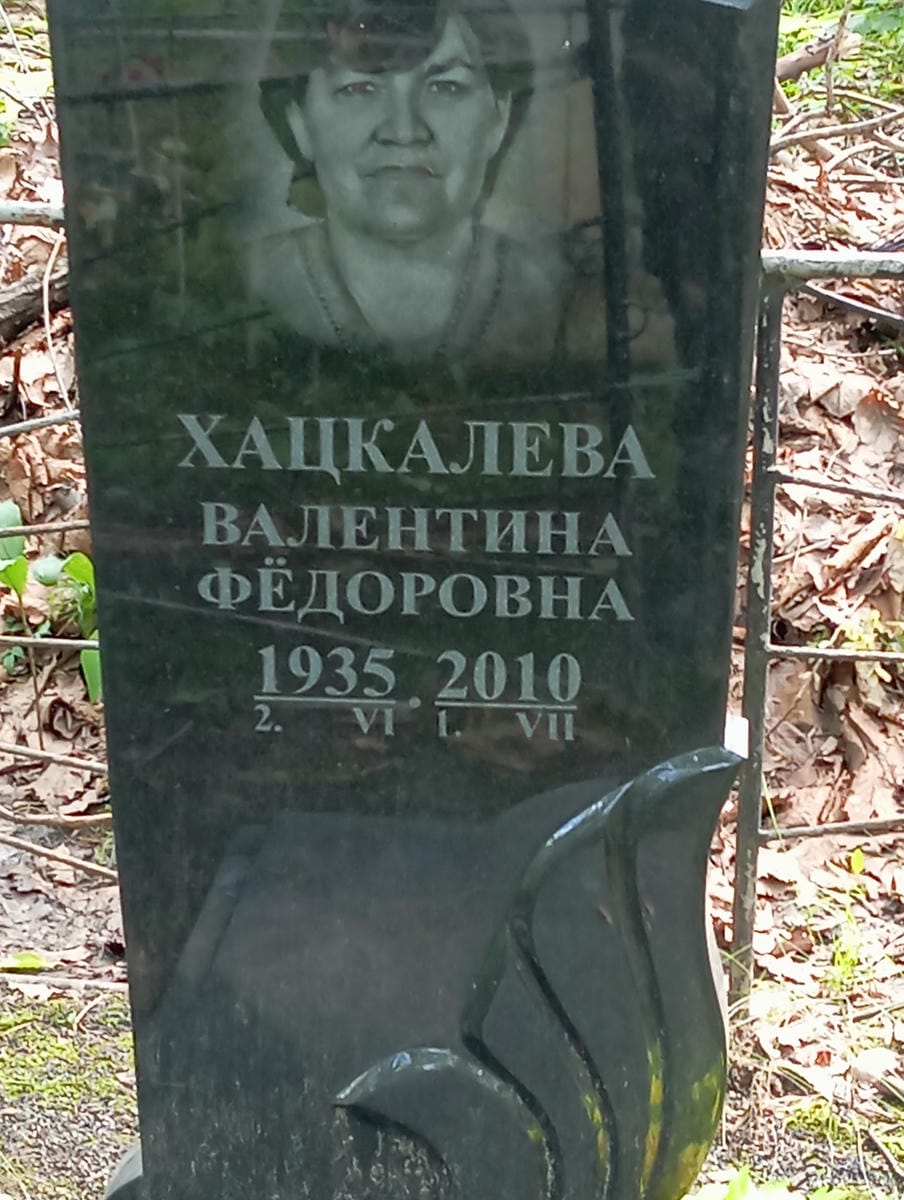 ХАЦКАЛЕВА
ВАЛЕНТИНА
ФЁДОРОВНА
1935 . 2010
2. VI 1. VII